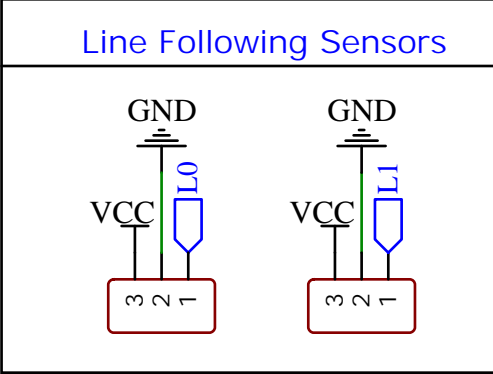 Line Following Sensors
GND GND
L0 L1
VCC VCC
3 2 1 3 2 1